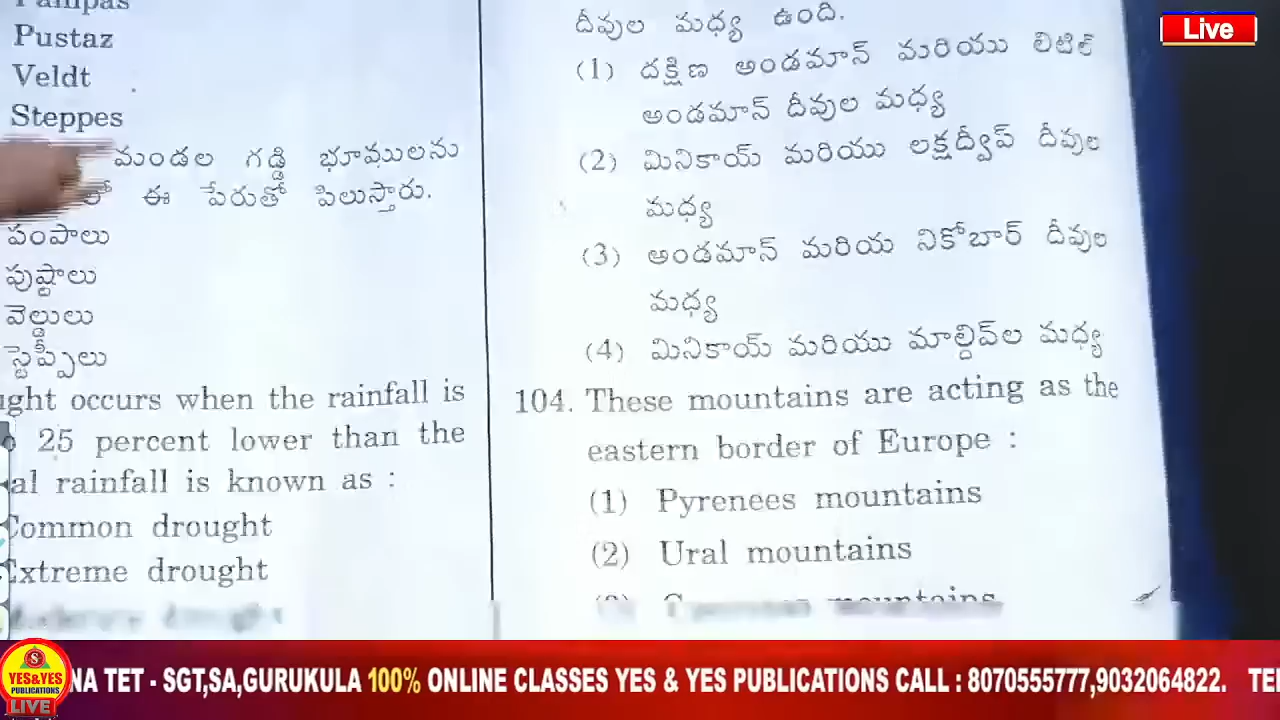 Pampas
Pustaz
Veldt
Steppes
మండల గడ్డి భూములను
ఈ పేరుతో పిలుస్తారు.
పంపాలు
పుష్టాలు
వెల్డులు
స్టెప్పీలు
ught occurs when the rainfall is
25 percent lower than the
al rainfall is known as :
Common drought
Extreme drought
దీవుల మధ్య ఉంది.
(1) దక్షిణ అండమాన్ మరియు లిటిల్
అండమాన్ దీవుల మధ్య
(2) మినికాయ్ మరియు లక్షద్వీప్ దీవుల
మధ్య
(3) అండమాన్ మరియ నికోబార్ దీవుల
మధ్య
(4) మినికాయ్ మరియు మాల్దివ్‌ల మధ్య
104. These mountains are acting as the
eastern border of Europe :
(1) Pyrenees mountains
(2) Ural mountains
mountains
Live
S
YES&YES
PUBLICATIONS
LIVE
NA TET - SGT,SA,GURUKULA 100% ONLINE CLASSES YES & YES PUBLICATIONS CALL : 8070555777,9032064822. TEL